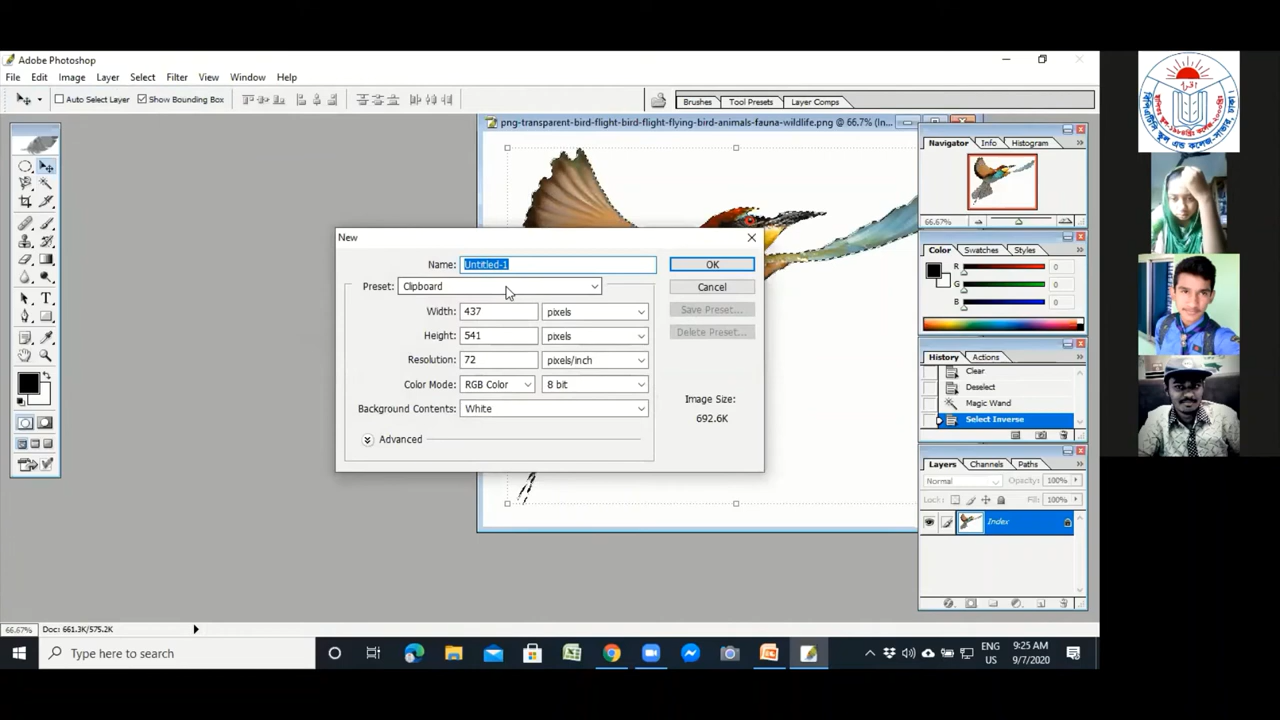 Adobe Photoshop
File Edit Image Layer Select Filter View Window Help
Auto Select Layer Show Bounding Box
Brushes Tool Presets Layer Comps
png-transparent-bird-flight-bird-flight-flying-bird-animals-fauna-wildlife.png @ 66.7% (In...
Navigator Info Histogram
66.67%
Color Swatches Styles
R 0
G 0
B 0
New
Name: Untitled-1
OK
Preset: Clipboard
Cancel
Width: 437 pixels
Save Preset...
Height: 541 pixels
Delete Preset...
Resolution: 72 pixels/inch
Color Mode: RGB Color 8 bit
Image Size:
Background Contents: White
692.6K
Advanced
History Actions
Clear
Deselect
Magic Wand
Select Inverse
Layers Channels Paths
Normal Opacity: 100%
Lock: Fill: 100%
Index
66.67% Doc: 661.3K/575.2K
Type here to search
ENG
US
9:25 AM
9/7/2020